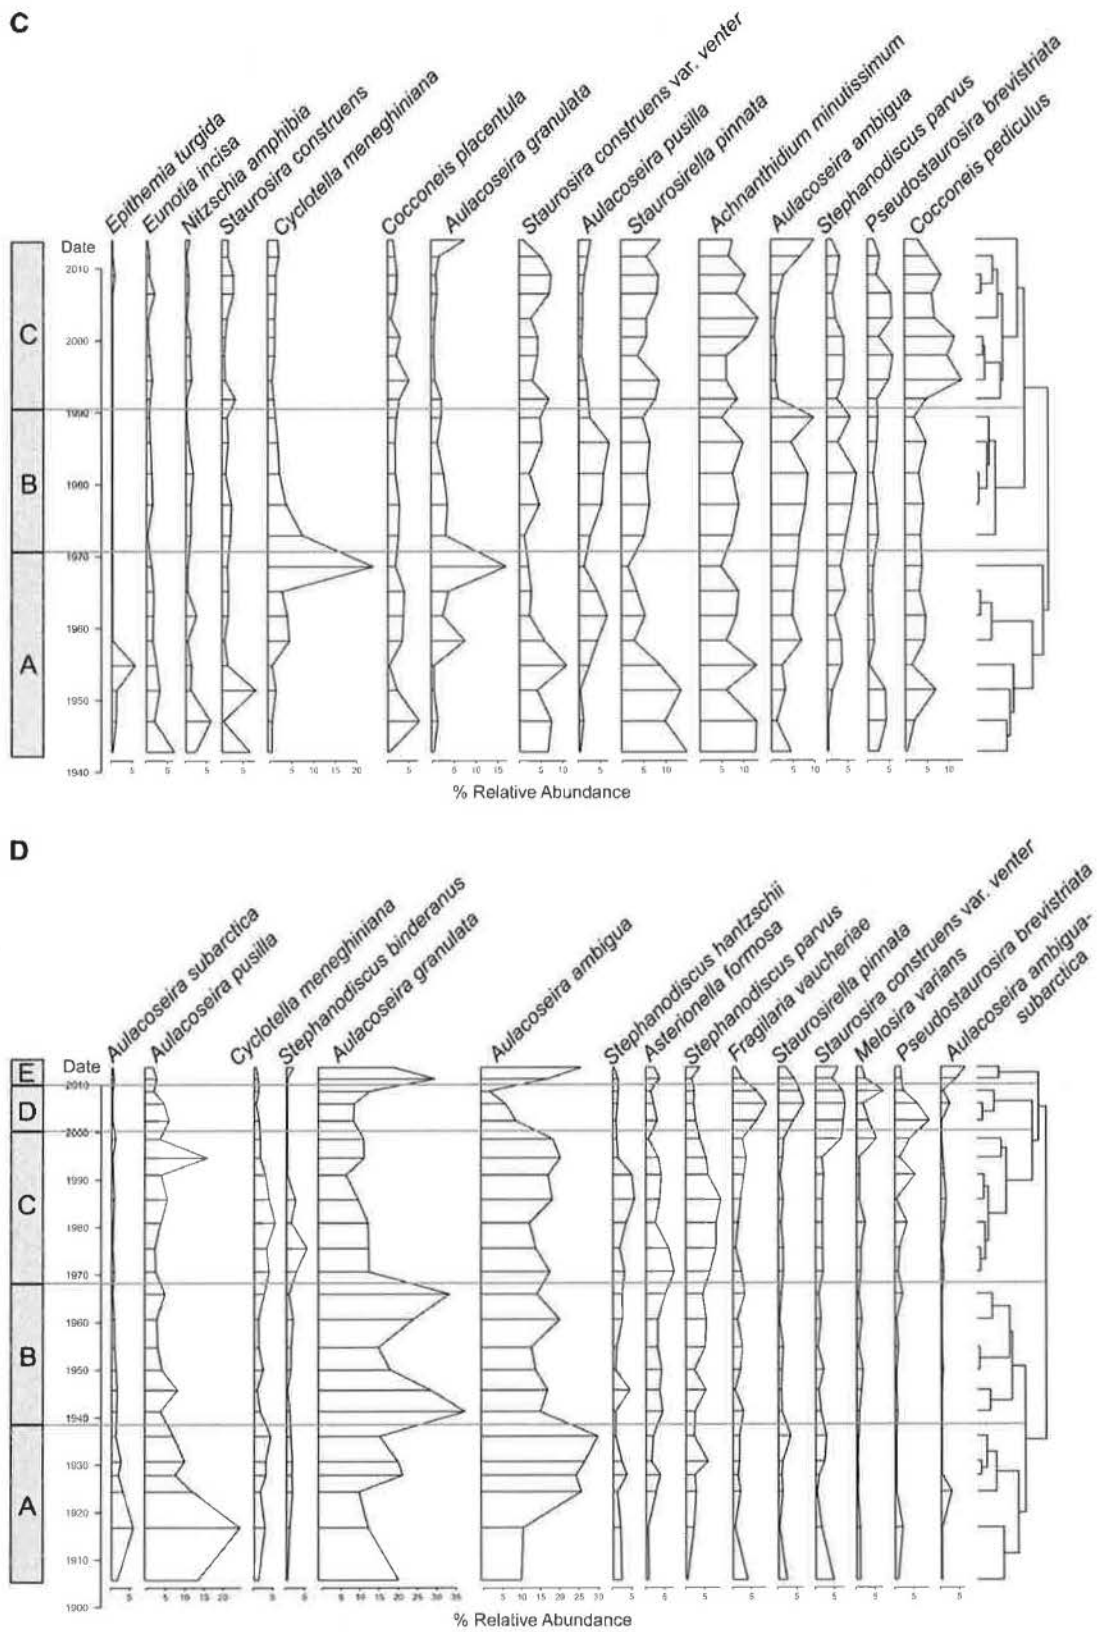 C
Epithemia turgida
Eunotia incisa
Nitzschia amphibia
Staurosira construens
Cyclotella meneghiniana
Cocconeis placentula
Aulacoseira granulata
Staurosira construens var. venter
Aulacoseira pusilla
Staurosirella pinnata
Achnanthidium minutissimum
Aulacoseira ambigua
Stephanodiscus parvus
Pseudostaurosira brevistriata
Cocconeis pediculus
Date
2010
C
2000
1990
B
1980
1970
1960
A
1950
1940
5 5 5 5 5 10 15 20 5 5 10 15 5 10 5 5 10 5 10 5 10 5 5 5 10
% Relative Abundance
D
Aulacoseira subarctica
Aulacoseira pusilla
Cyclotella meneghiniana
Stephanodiscus binderanus
Aulacoseira granulata
Aulacoseira ambigua
Stephanodiscus hantzschii
Asterionella formosa
Stephanodiscus parvus
Fragilaria vaucheriae
Staurosirella pinnata
Staurosira construens var. venter
Melosira varians
Pseudostaurosira brevistriata
Aulacoseira ambigua-
subarctica
Date
E
2010
D
2000
1990
C
1980
1970
1960
B
1950
1940
1930
A
1920
1910
1900
5 5 10 15 20 5 5 5 10 15 20 25 30 35 5 10 15 20 25 30 5 5 5 5 5 5 5 5 5
% Relative Abundance